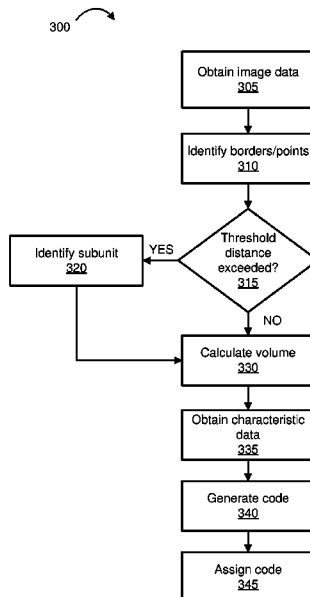 300
Obtain image data
305
Identify borders/points
310
Threshold
distance
exceeded?
315
YES
Identify subunit
320
NO
Calculate volume
330
Obtain characteristic
data
335
Generate code
340
Assign code
345